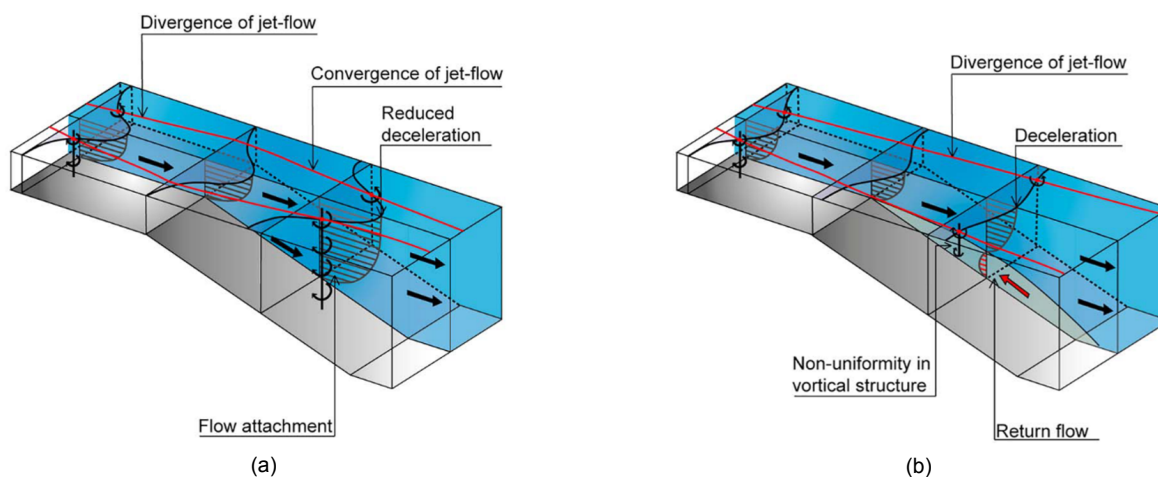 Divergence of jet-flow
Convergence of jet-flow
Reduced
deceleration
Flow attachment
(a)
Divergence of jet-flow
Deceleration
Non-uniformity in
vortical structure
Return flow
(b)